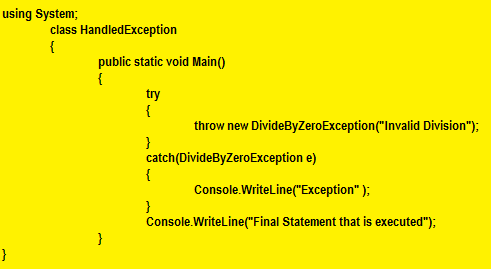 using System;
class HandledException
{
public static void Main()
{
try
{
throw new DivideByZeroException("Invalid Division");
}
catch(DivideByZeroException e)
{
Console.WriteLine("Exception" );
}
Console.WriteLine("Final Statement that is executed");
}
}